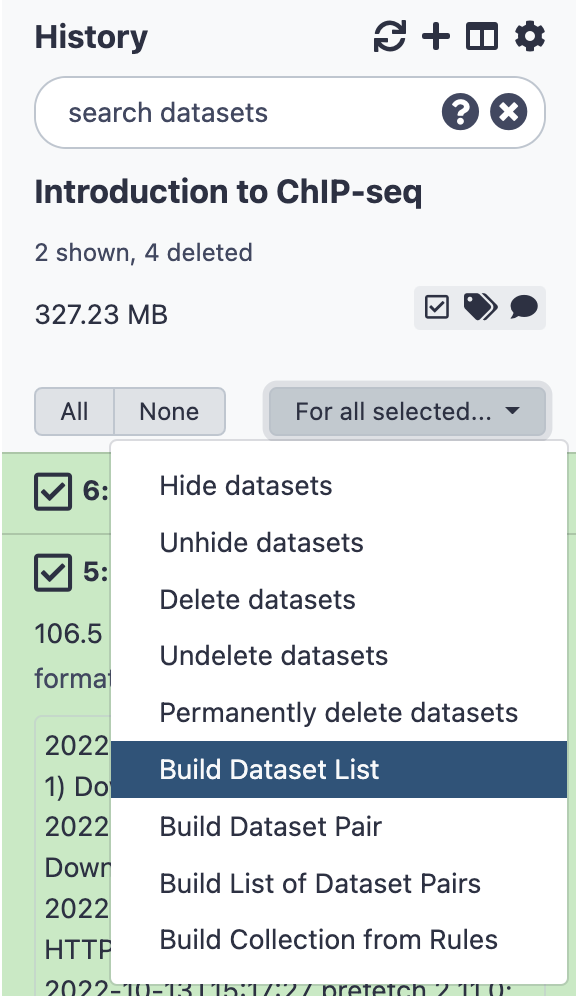 History
search datasets
Introduction to ChIP-seq
2 shown, 4 deleted
327.23 MB
All None For all selected...
6:
5:
106.5
Hide datasets
Unhide datasets
Delete datasets
Undelete datasets
Permanently delete datasets
Build Dataset List
Build Dataset Pair
Build List of Dataset Pairs
Build Collection from Rules
format
2022
1) Do
2022
Down
2022
HTTP
2022-10-13T15:17:27 prefetch.2.11.0: